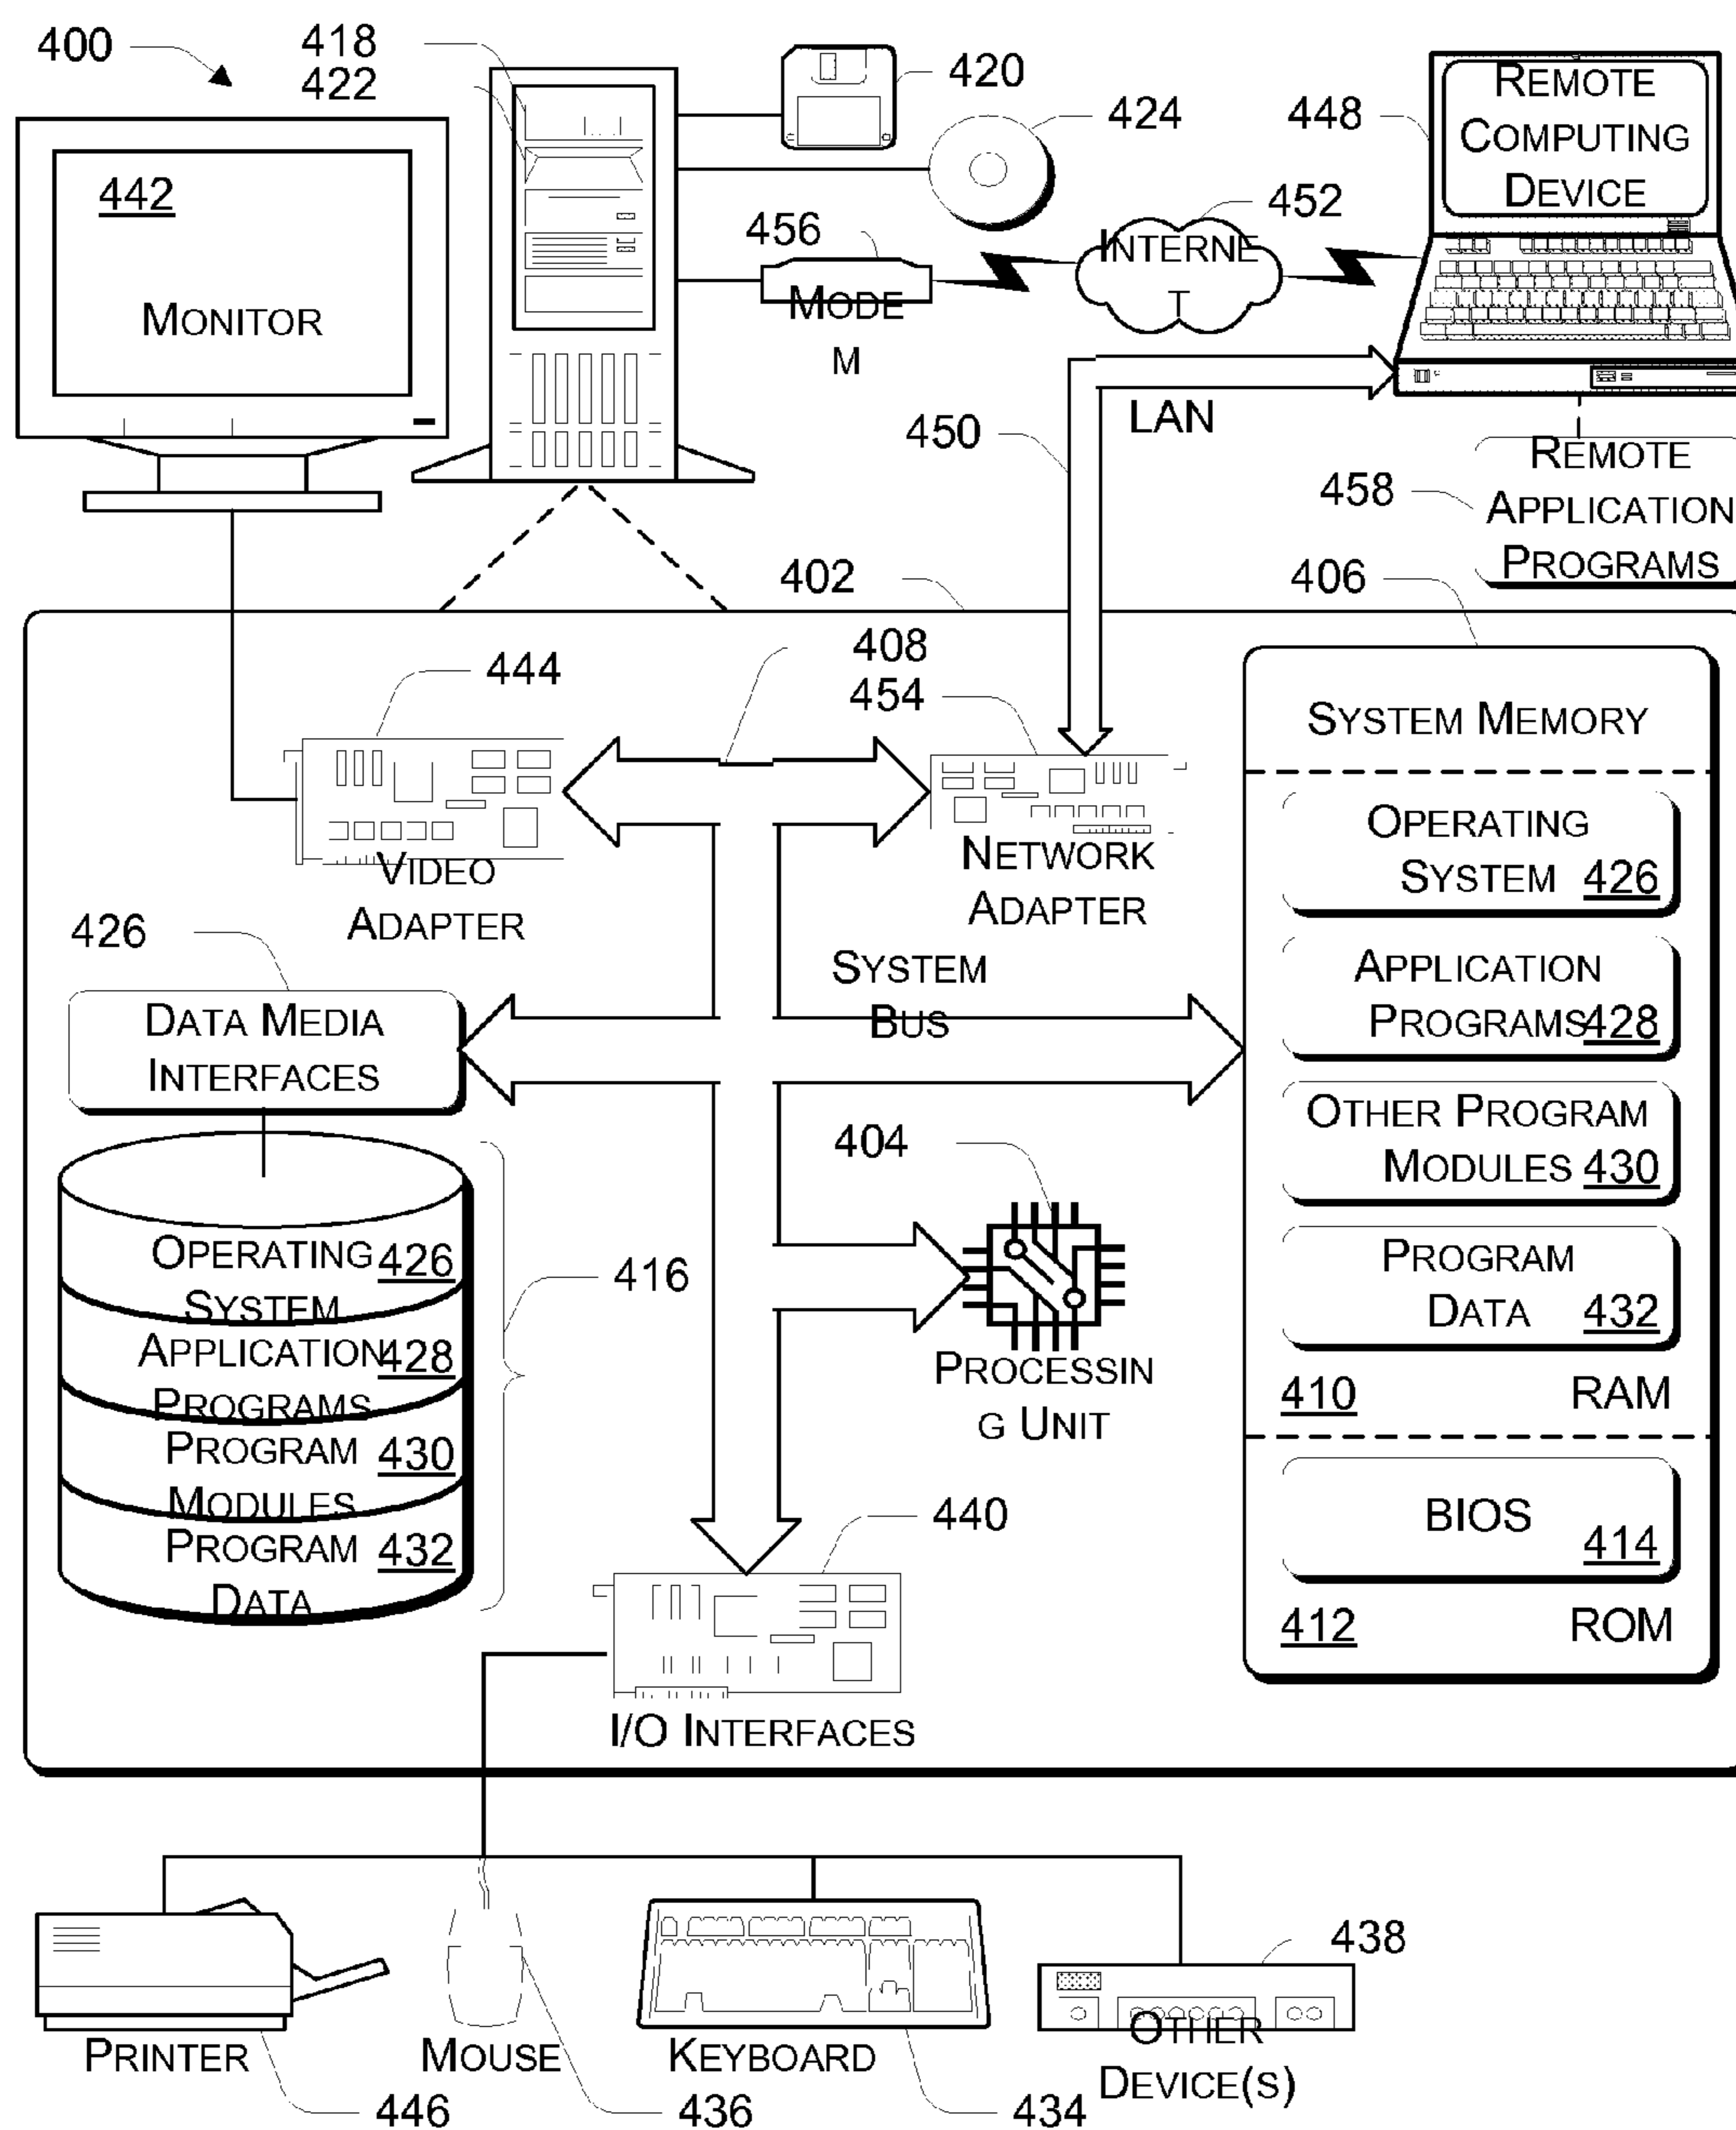 400
418
422
420
424
448
REMOTE
COMPUTING
DEVICE
442
MONITOR
456
MODE
M
452
INTERNE
T
LAN
450
458
REMOTE
APPLICATION
PROGRAMS
402
406
408
444
454
VIDEO
ADAPTER
NETWORK
ADAPTER
SYSTEM MEMORY
OPERATING
SYSTEM 426
APPLICATION
PROGRAMS 428
OTHER PROGRAM
MODULES 430
PROGRAM
DATA 432
410 RAM
BIOS
414
412 ROM
426
DATA MEDIA
INTERFACES
SYSTEM
BUS
404
PROCESSIN
G UNIT
OPERATING 426
SYSTEM
APPLICATION 428
PROGRAMS
PROGRAM 430
MODULES
PROGRAM 432
DATA
416
440
I/O INTERFACES
PRINTER
446
MOUSE
436
KEYBOARD
434
438
OTHER
DEVICE(S)